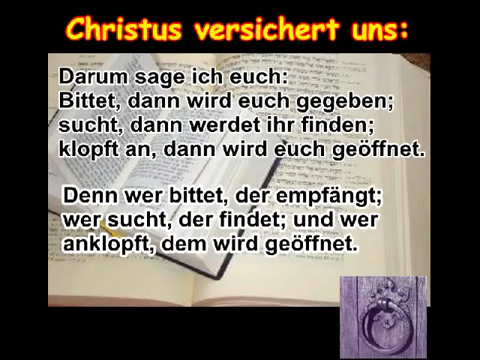 Christus versichert uns:
Darum sage ich euch:
Bittet, dann wird euch gegeben;
sucht, dann werdet ihr finden;
klopft an, dann wird euch geöffnet.
Denn wer bittet, der empfängt;
wer sucht, der findet; und wer
anklopft, dem wird geöffnet.